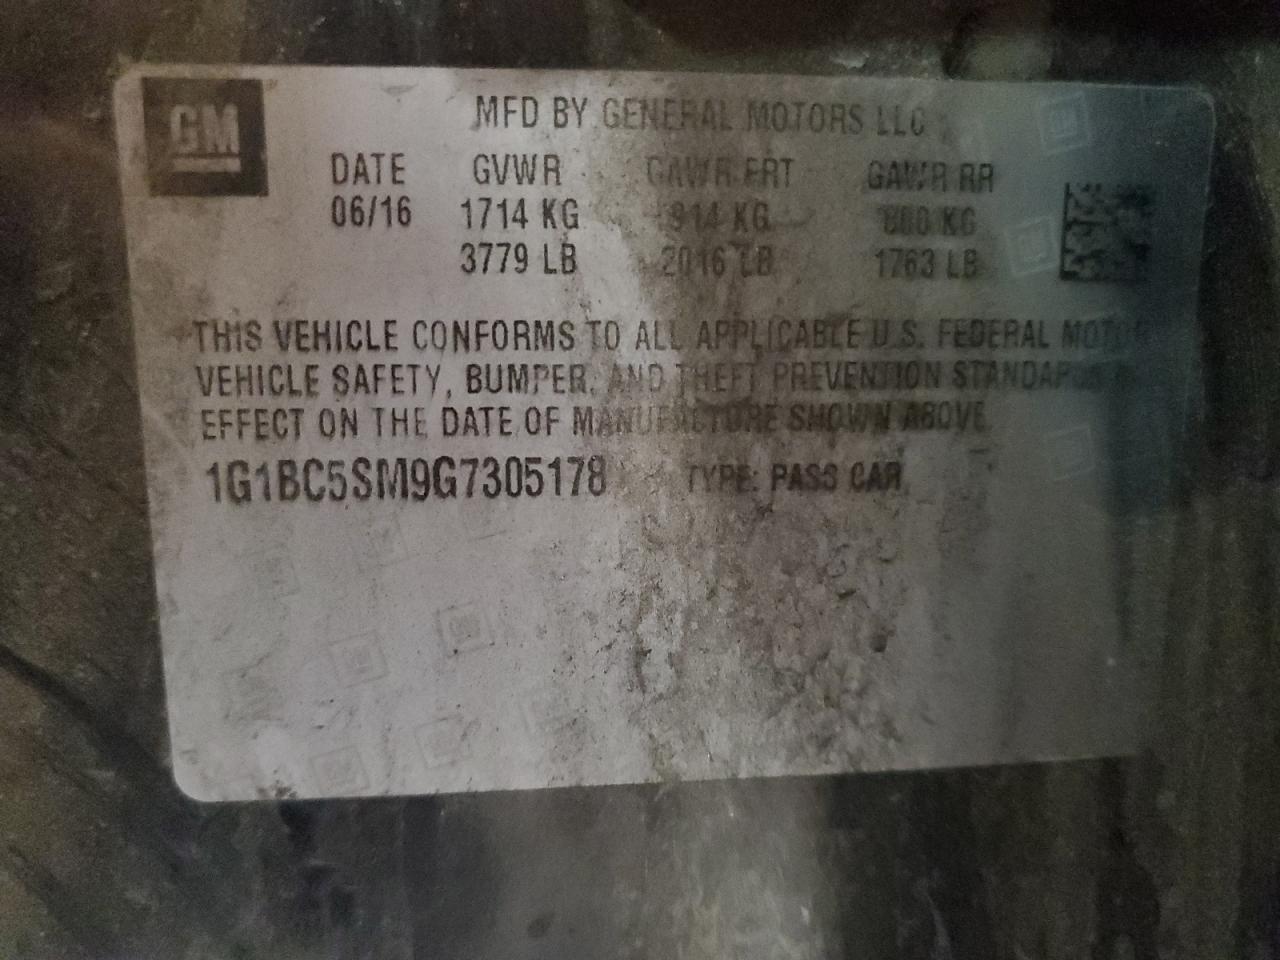 GM
MFD BY GENERAL MOTORS LLC
DATE GVWR GAWR FRT GAWR RR
06/16 1714 KG 914 KG 800 KG
3779 LB 2016 LB 1763 LB
THIS VEHICLE CONFORMS TO ALL APPLICABLE U.S. FEDERAL MOTOR
VEHICLE SAFETY, BUMPER, AND THEFT PREVENTION STANDARDS
EFFECT ON THE DATE OF MANUFACTURE SHOWN ABOVE
1G1BC5SM9G7305178 TYPE: PASS CAR